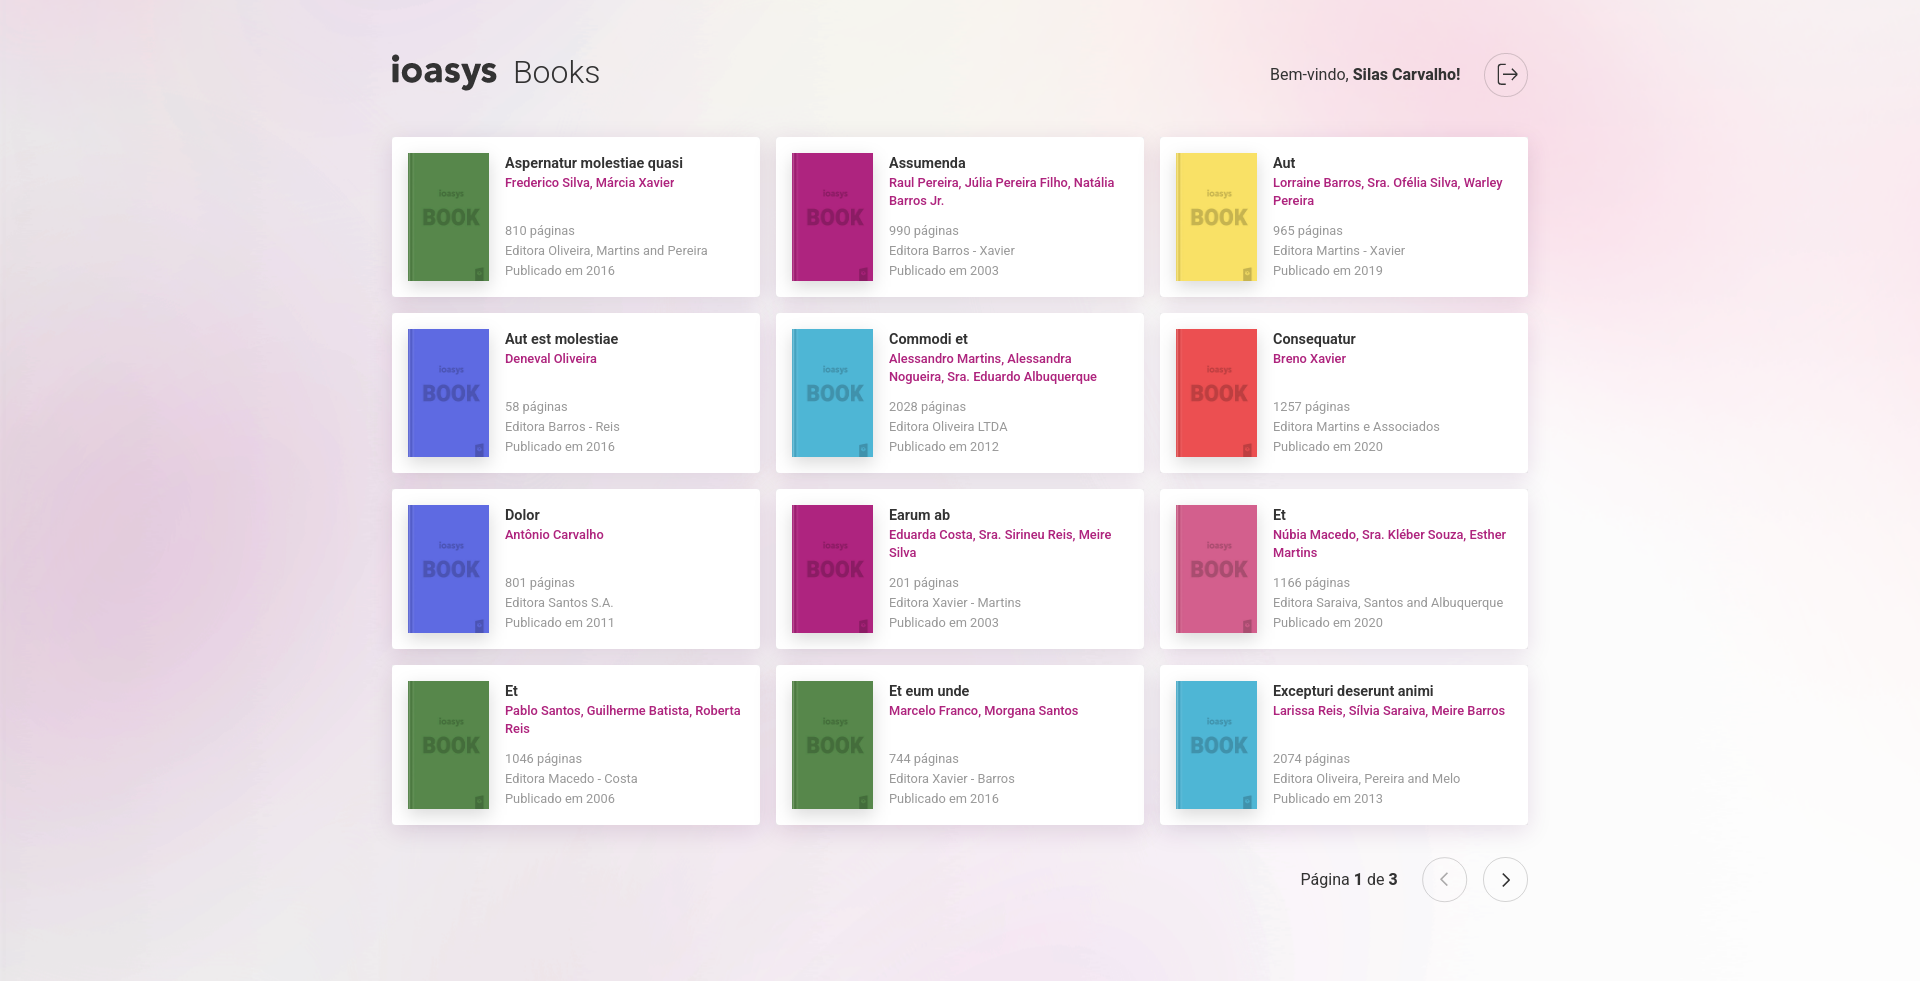 ioasys Books
Bem-vindo, Silas Carvalho!
ioasys
BOOK
Aspernatur molestiae quasi
Frederico Silva, Márcia Xavier
810 páginas
Editora Oliveira, Martins and Pereira
Publicado em 2016
ioasys
BOOK
Assumenda
Raul Pereira, Júlia Pereira Filho, Natália
Barros Jr.
990 páginas
Editora Barros - Xavier
Publicado em 2003
ioasys
BOOK
Aut
Lorraine Barros, Sra. Ofélia Silva, Warley
Pereira
965 páginas
Editora Martins - Xavier
Publicado em 2019
ioasys
BOOK
Aut est molestiae
Deneval Oliveira
58 páginas
Editora Barros - Reis
Publicado em 2016
ioasys
BOOK
Commodi et
Alessandro Martins, Alessandra
Nogueira, Sra. Eduardo Albuquerque
2028 páginas
Editora Oliveira LTDA
Publicado em 2012
ioasys
BOOK
Consequatur
Breno Xavier
1257 páginas
Editora Martins e Associados
Publicado em 2020
ioasys
BOOK
Dolor
Antônio Carvalho
801 páginas
Editora Santos S.A.
Publicado em 2011
ioasys
BOOK
Earum ab
Eduarda Costa, Sra. Sirineu Reis, Meire
Silva
201 páginas
Editora Xavier - Martins
Publicado em 2003
ioasys
BOOK
Et
Núbia Macedo, Sra. Kléber Souza, Esther
Martins
1166 páginas
Editora Saraiva, Santos and Albuquerque
Publicado em 2020
ioasys
BOOK
Et
Pablo Santos, Guilherme Batista, Roberta
Reis
1046 páginas
Editora Macedo - Costa
Publicado em 2006
ioasys
BOOK
Et eum unde
Marcelo Franco, Morgana Santos
744 páginas
Editora Xavier - Barros
Publicado em 2016
ioasys
BOOK
Excepturi deserunt animi
Larissa Reis, Sílvia Saraiva, Meire Barros
2074 páginas
Editora Oliveira, Pereira and Melo
Publicado em 2013
Página 1 de 3